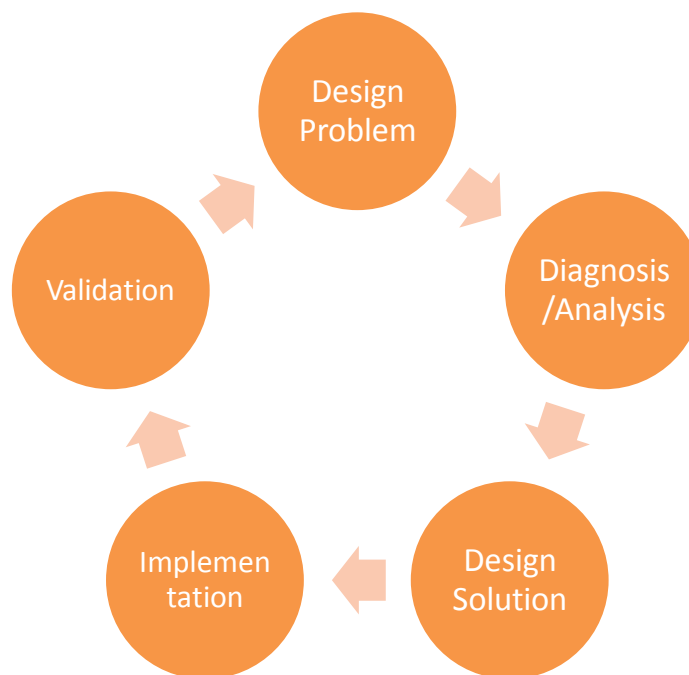 Design
Problem
Diagnosis
/Analysis
Design
Solution
Implemen
tation
Validation